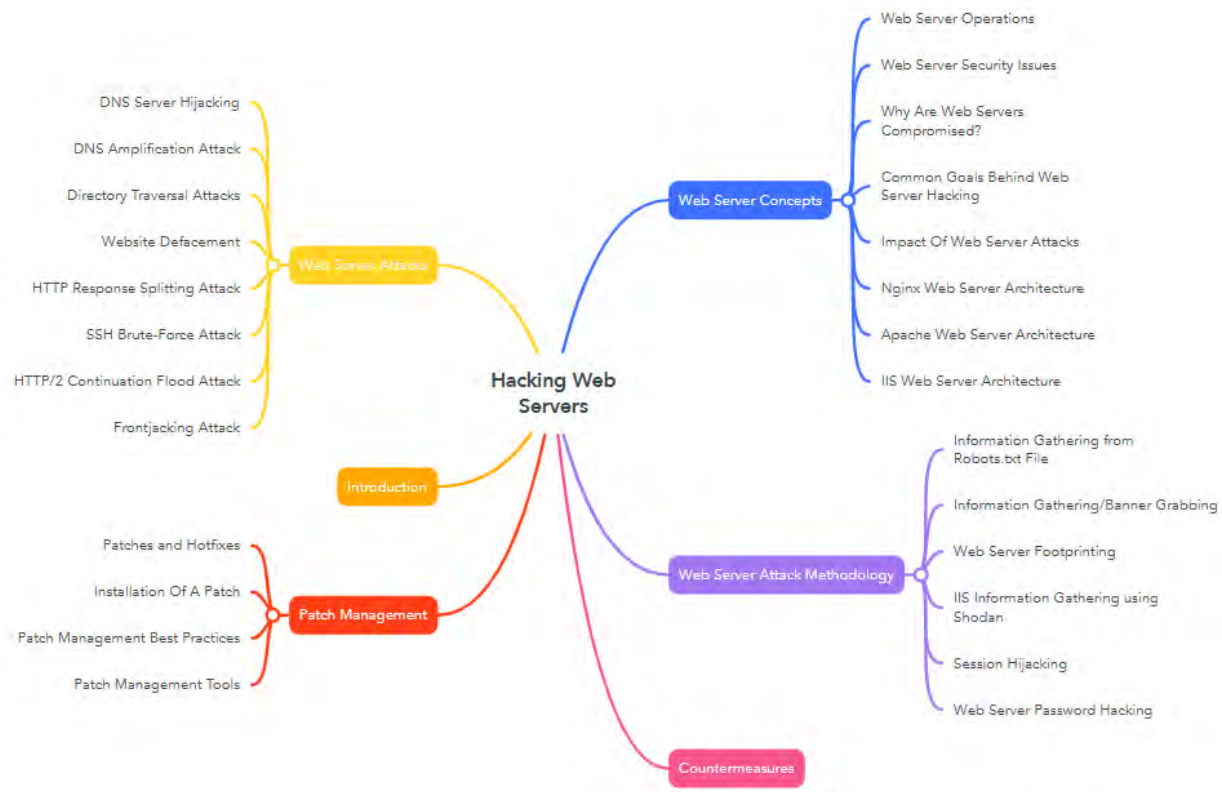 Hacking Web
Servers
Web Server Concepts
Web Server Operations
Web Server Security Issues
Why Are Web Servers
Compromised?
Common Goals Behind Web
Server Hacking
Impact Of Web Server Attacks
Nginx Web Server Architecture
Apache Web Server Architecture
IIS Web Server Architecture
Web Server Attack Methodology
Information Gathering from
Robots.txt File
Information Gathering/Banner Grabbing
Web Server Footprinting
IIS Information Gathering using
Shodan
Session Hijacking
Web Server Password Hacking
Countermeasures
Web Server Attacks
DNS Server Hijacking
DNS Amplification Attack
Directory Traversal Attacks
Website Defacement
HTTP Response Splitting Attack
SSH Brute-Force Attack
HTTP/2 Continuation Flood Attack
Frontjacking Attack
Introduction
Patch Management
Patches and Hotfixes
Installation Of A Patch
Patch Management Best Practices
Patch Management Tools